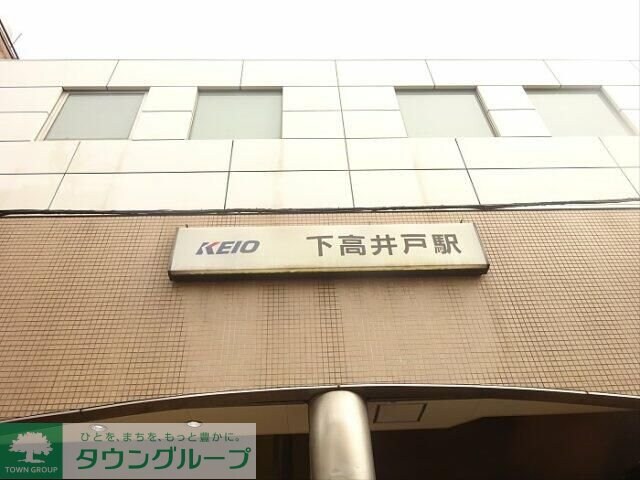 KEIO 下高井戸駅
ひとを、まちを、もっと豊かに。
TOWN GROUP タウングループ